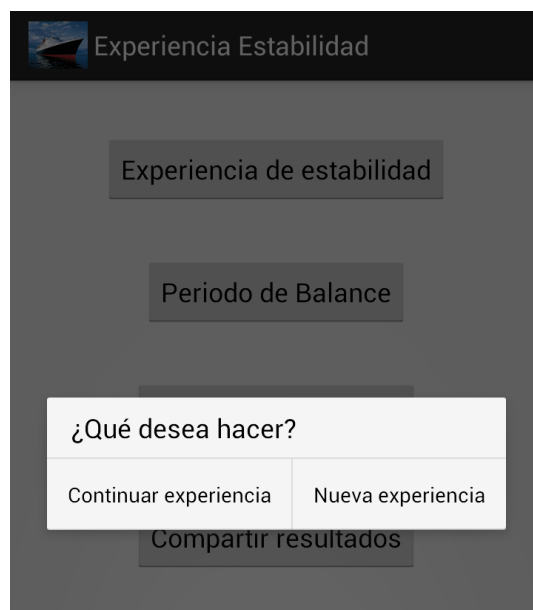 Experiencia Estabilidad
Experiencia de estabilidad
Periodo de Balance
¿Qué desea hacer?
Continuar experiencia
Nueva experiencia
Compartir resultados